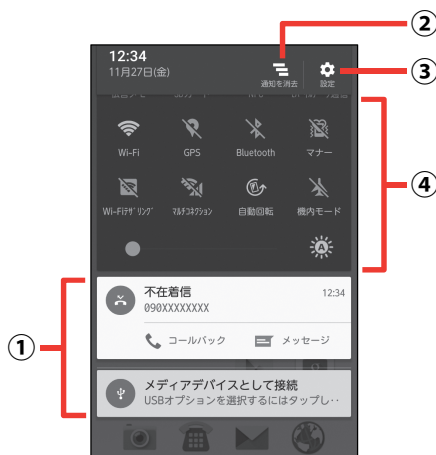 ②
12:34
11月27日(金)
通知を消去
設定
③
④
Wi-Fi
GPS
Bluetooth
マナー
Wi-Fiﾃｻﾞﾘﾝｸﾞ
ﾏﾙﾁｺﾈｸｼｮﾝ
自動回転
機内モード
A
①
不在着信
12:34
090XXXXXXXX
コールバック
メッセージ
メディアデバイスとして接続
USBオプションを選択するにはタップし‥